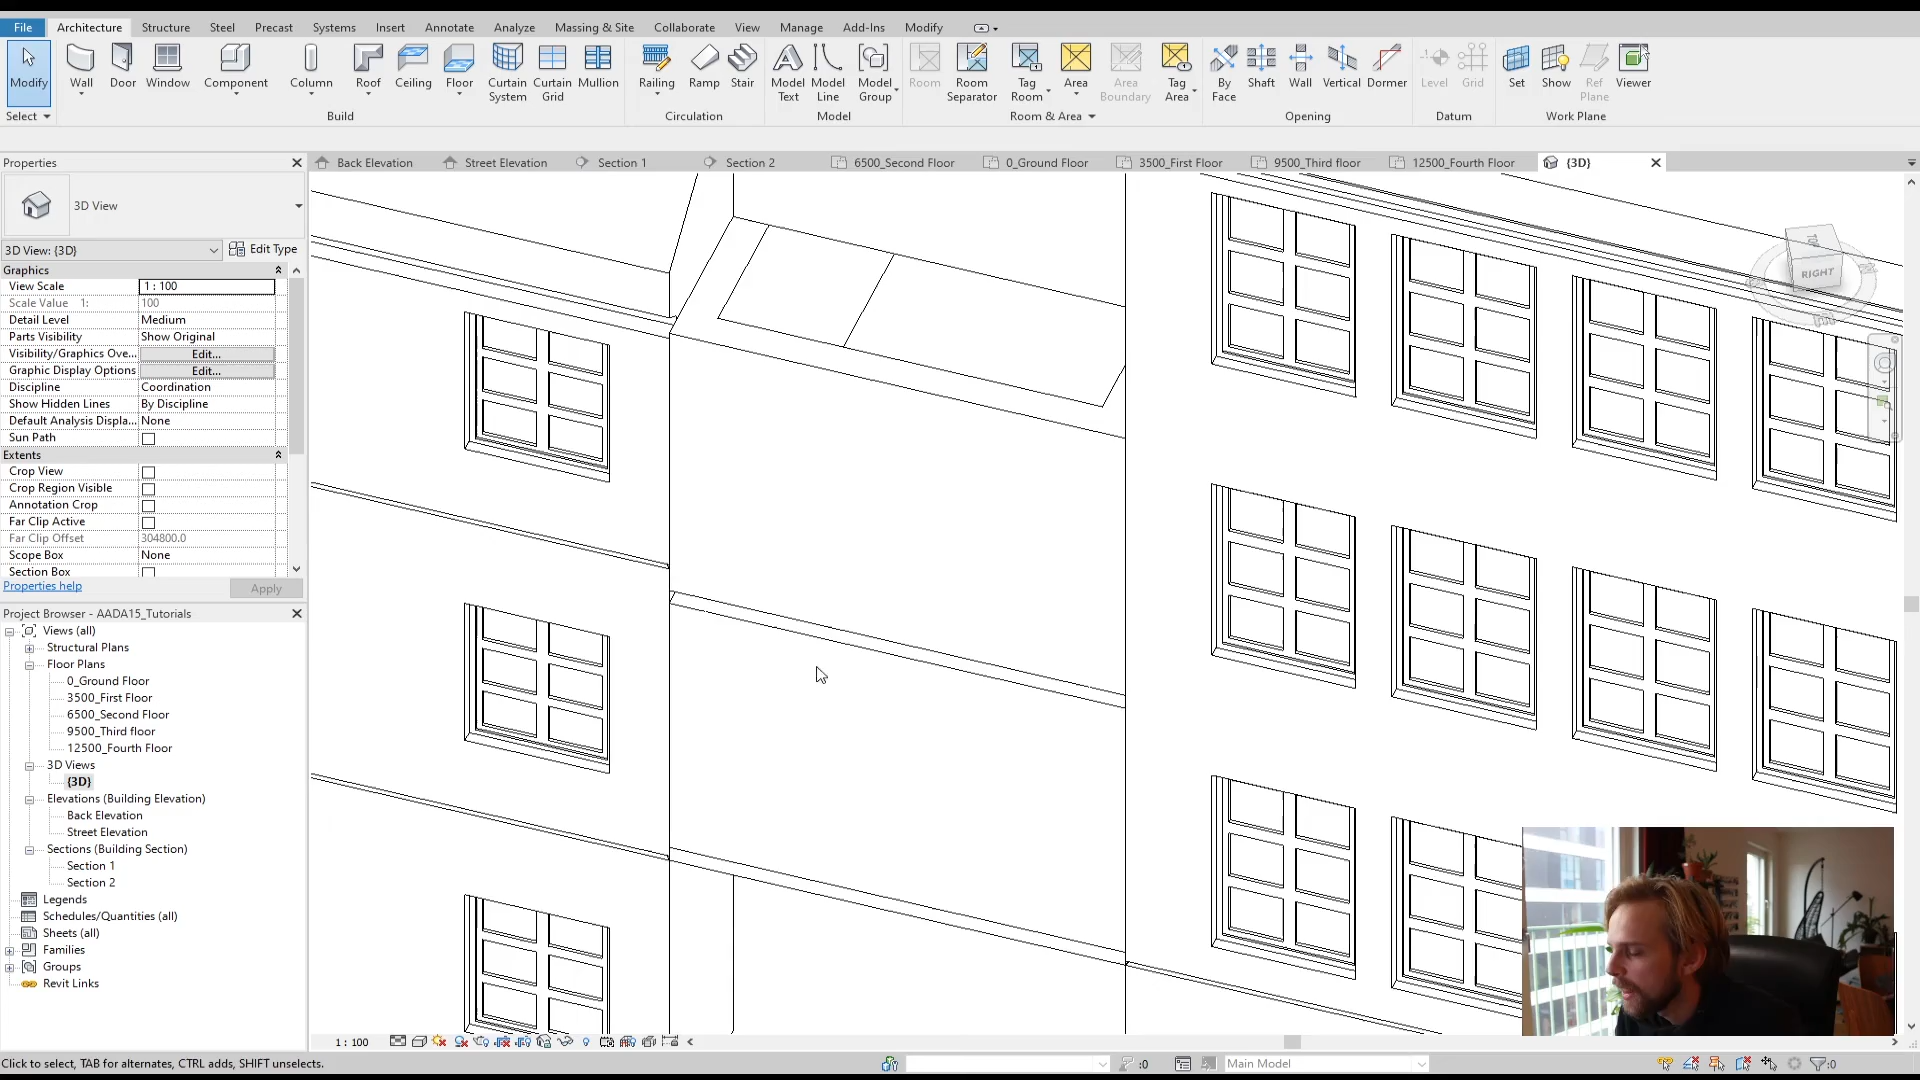 File Architecture Structure Steel Precast Systems Insert Annotate Analyze Massing & Site Collaborate View Manage Add-Ins Modify
Modify Wall Door Window Component Column Roof Ceiling Floor Curtain System Curtain Grid Mullion Railing Ramp Stair Model Text Model Line Model Group Room Room Separator Tag Room Area Area Boundary Tag Area By Face Shaft Wall Vertical Dormer Level Grid Set Show Ref Plane Viewer
Select Build Circulation Model Room & Area Opening Datum Work Plane
Properties
Back Elevation Street Elevation Section 1 Section 2 6500_Second Floor 0_Ground Floor 3500_First Floor 9500_Third floor 12500_Fourth Floor {3D}
3D View
3D View: {3D} Edit Type
Graphics
View Scale 1 : 100
Scale Value 1: 100
Detail Level Medium
Parts Visibility Show Original
Visibility/Graphics Ove... Edit...
Graphic Display Options Edit...
Discipline Coordination
Show Hidden Lines By Discipline
Default Analysis Displa... None
Sun Path
Extents
Crop View
Crop Region Visible
Annotation Crop
Far Clip Active
Far Clip Offset 304800.0
Scope Box None
Section Box
Properties help Apply
Project Browser - AADA15_Tutorials
Views (all)
Structural Plans
Floor Plans
0_Ground Floor
3500_First Floor
6500_Second Floor
9500_Third floor
12500_Fourth Floor
3D Views
{3D}
Elevations (Building Elevation)
Back Elevation
Street Elevation
Sections (Building Section)
Section 1
Section 2
Legends
Schedules/Quantities (all)
Sheets (all)
Families
Groups
Revit Links
TOP
RIGHT
1 : 100
Click to select, TAB for alternates, CTRL adds, SHIFT unselects. :0 Main Model :0